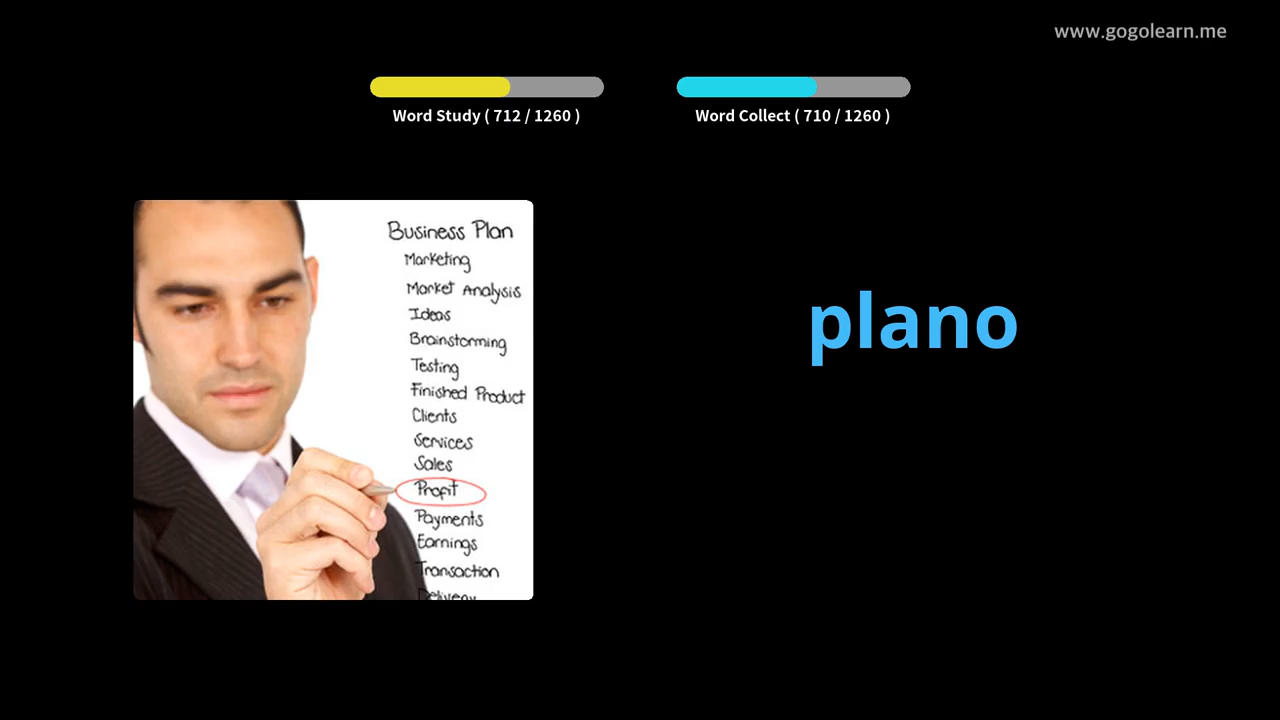 www.gogolearn.me
Word Study ( 712 / 1260 )
Word Collect ( 710 / 1260 )
Business Plan
Marketing
Market Analysis
Ideas
Brainstorming
Testing
Finished Product
Clients
Services
Sales
Profit
Payments
Earnings
Transaction
Delivery
plano